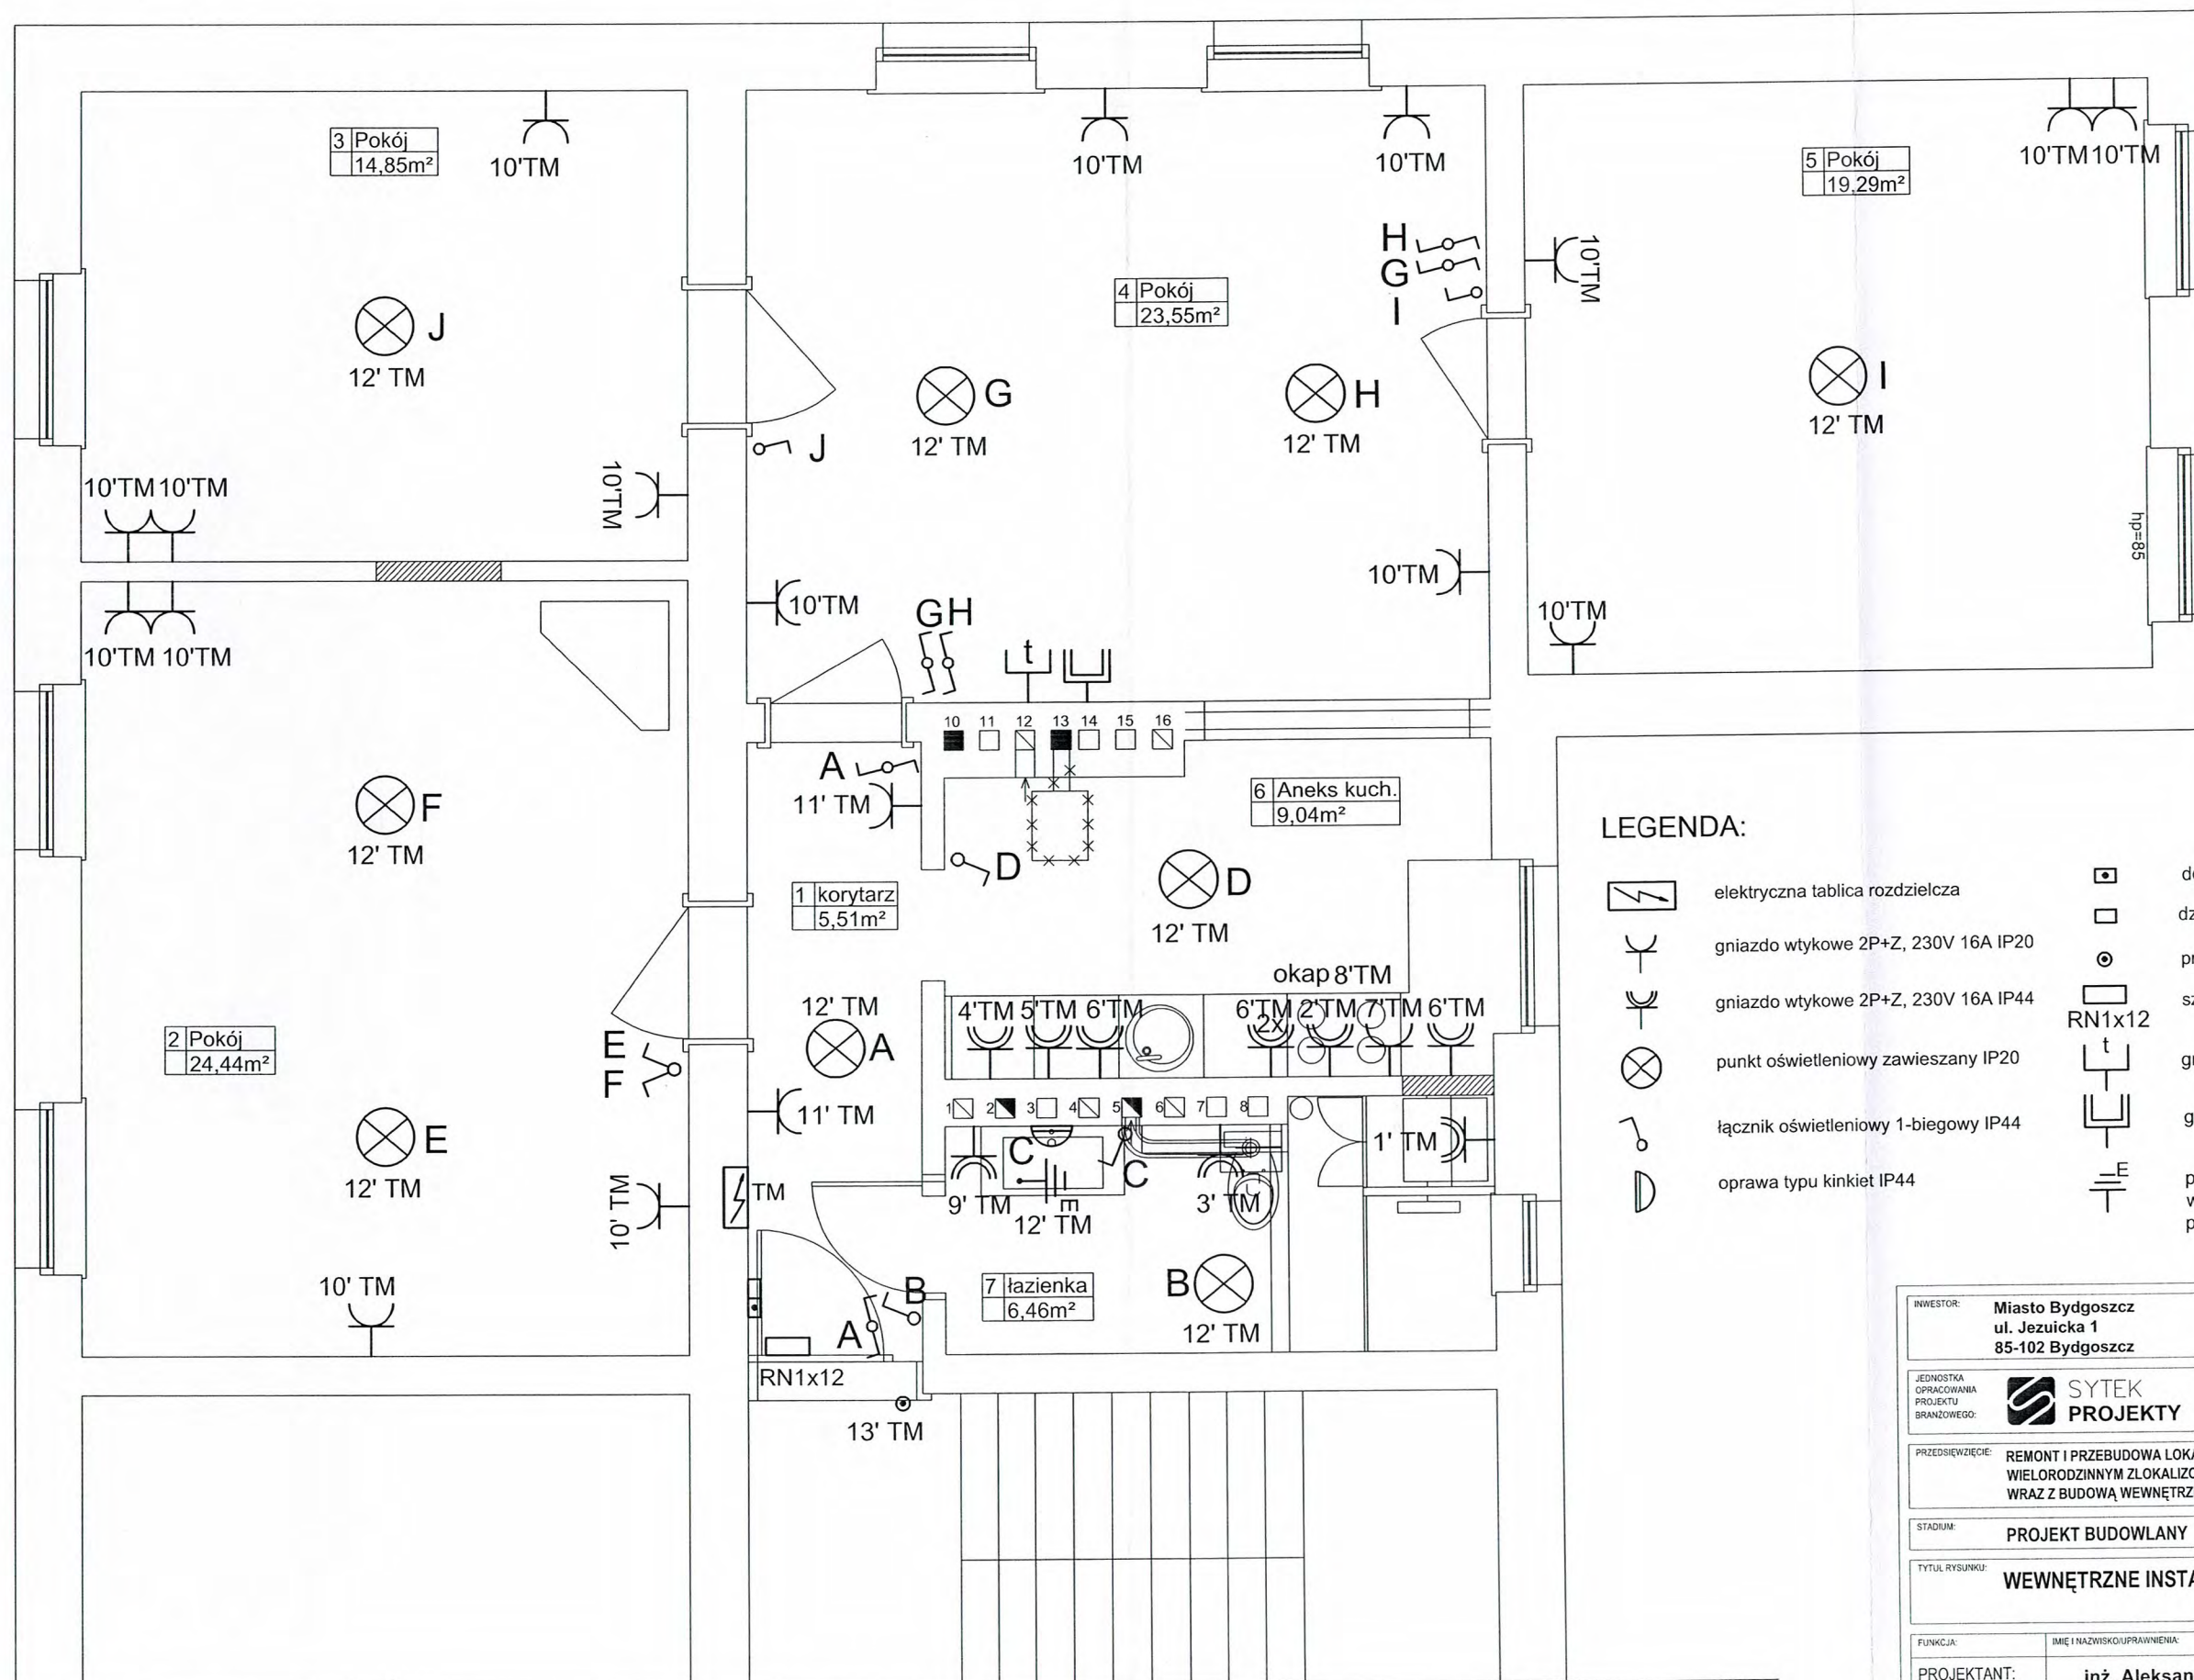 3 Pokój
14,85m²
10'TM
J
12' TM
10'TM 10'TM
10'TM
10'TM
10'TM
4 Pokój
23,55m²
H
G
I
G
12' TM
H
12' TM
J
10'TM
10'TM
GH
t
5 Pokój
19,29m²
10'TM 10'TM
10'TM
I
12' TM
hp=85
10'TM
10'TM 10'TM
F
12' TM
2 Pokój
24,44m²
E
F
E
12' TM
10' TM
10' TM
10 11 12 13 14 15 16
A
11' TM
D
6 Aneks kuch.
9,04m²
D
12' TM
1 korytarz
5,51m²
12' TM
A
11' TM
TM
okap 8'TM
4'TM 5'TM 6'TM 6'TM 2'TM 7'TM 6'TM
2x
1 2 3 4 5 6 7 8
C
C
E
9' TM
12' TM
3' TM
1' TM
7 łazienka
6,46m²
B
12' TM
B
A
RN1x12
13' TM
LEGENDA:
elektryczna tablica rozdzielcza
gniazdo wtykowe 2P+Z, 230V 16A IP20
gniazdo wtykowe 2P+Z, 230V 16A IP44
punkt oświetleniowy zawieszany IP20
łącznik oświetleniowy 1-biegowy IP44
oprawa typu kinkiet IP44
RN1x12
t
E
INWESTOR:
Miasto Bydgoszcz
ul. Jezuicka 1
85-102 Bydgoszcz
JEDNOSTKA
OPRACOWANIA
PROJEKTU
BRANŻOWEGO:
SYTEK
PROJEKTY
PRZEDSIĘWZIĘCIE:
REMONT I PRZEBUDOWA
WIELORODZINNYM
WRAZ Z BUDOWĄ
STADIUM:
PROJEKT BUDOWLANY
TYTUŁ RYSUNKU:
WEWNĘTRZNE
FUNKCJA:
IMIĘ I NAZWISKO/UPRAWNIENIA:
PROJEKTANT:
inż.